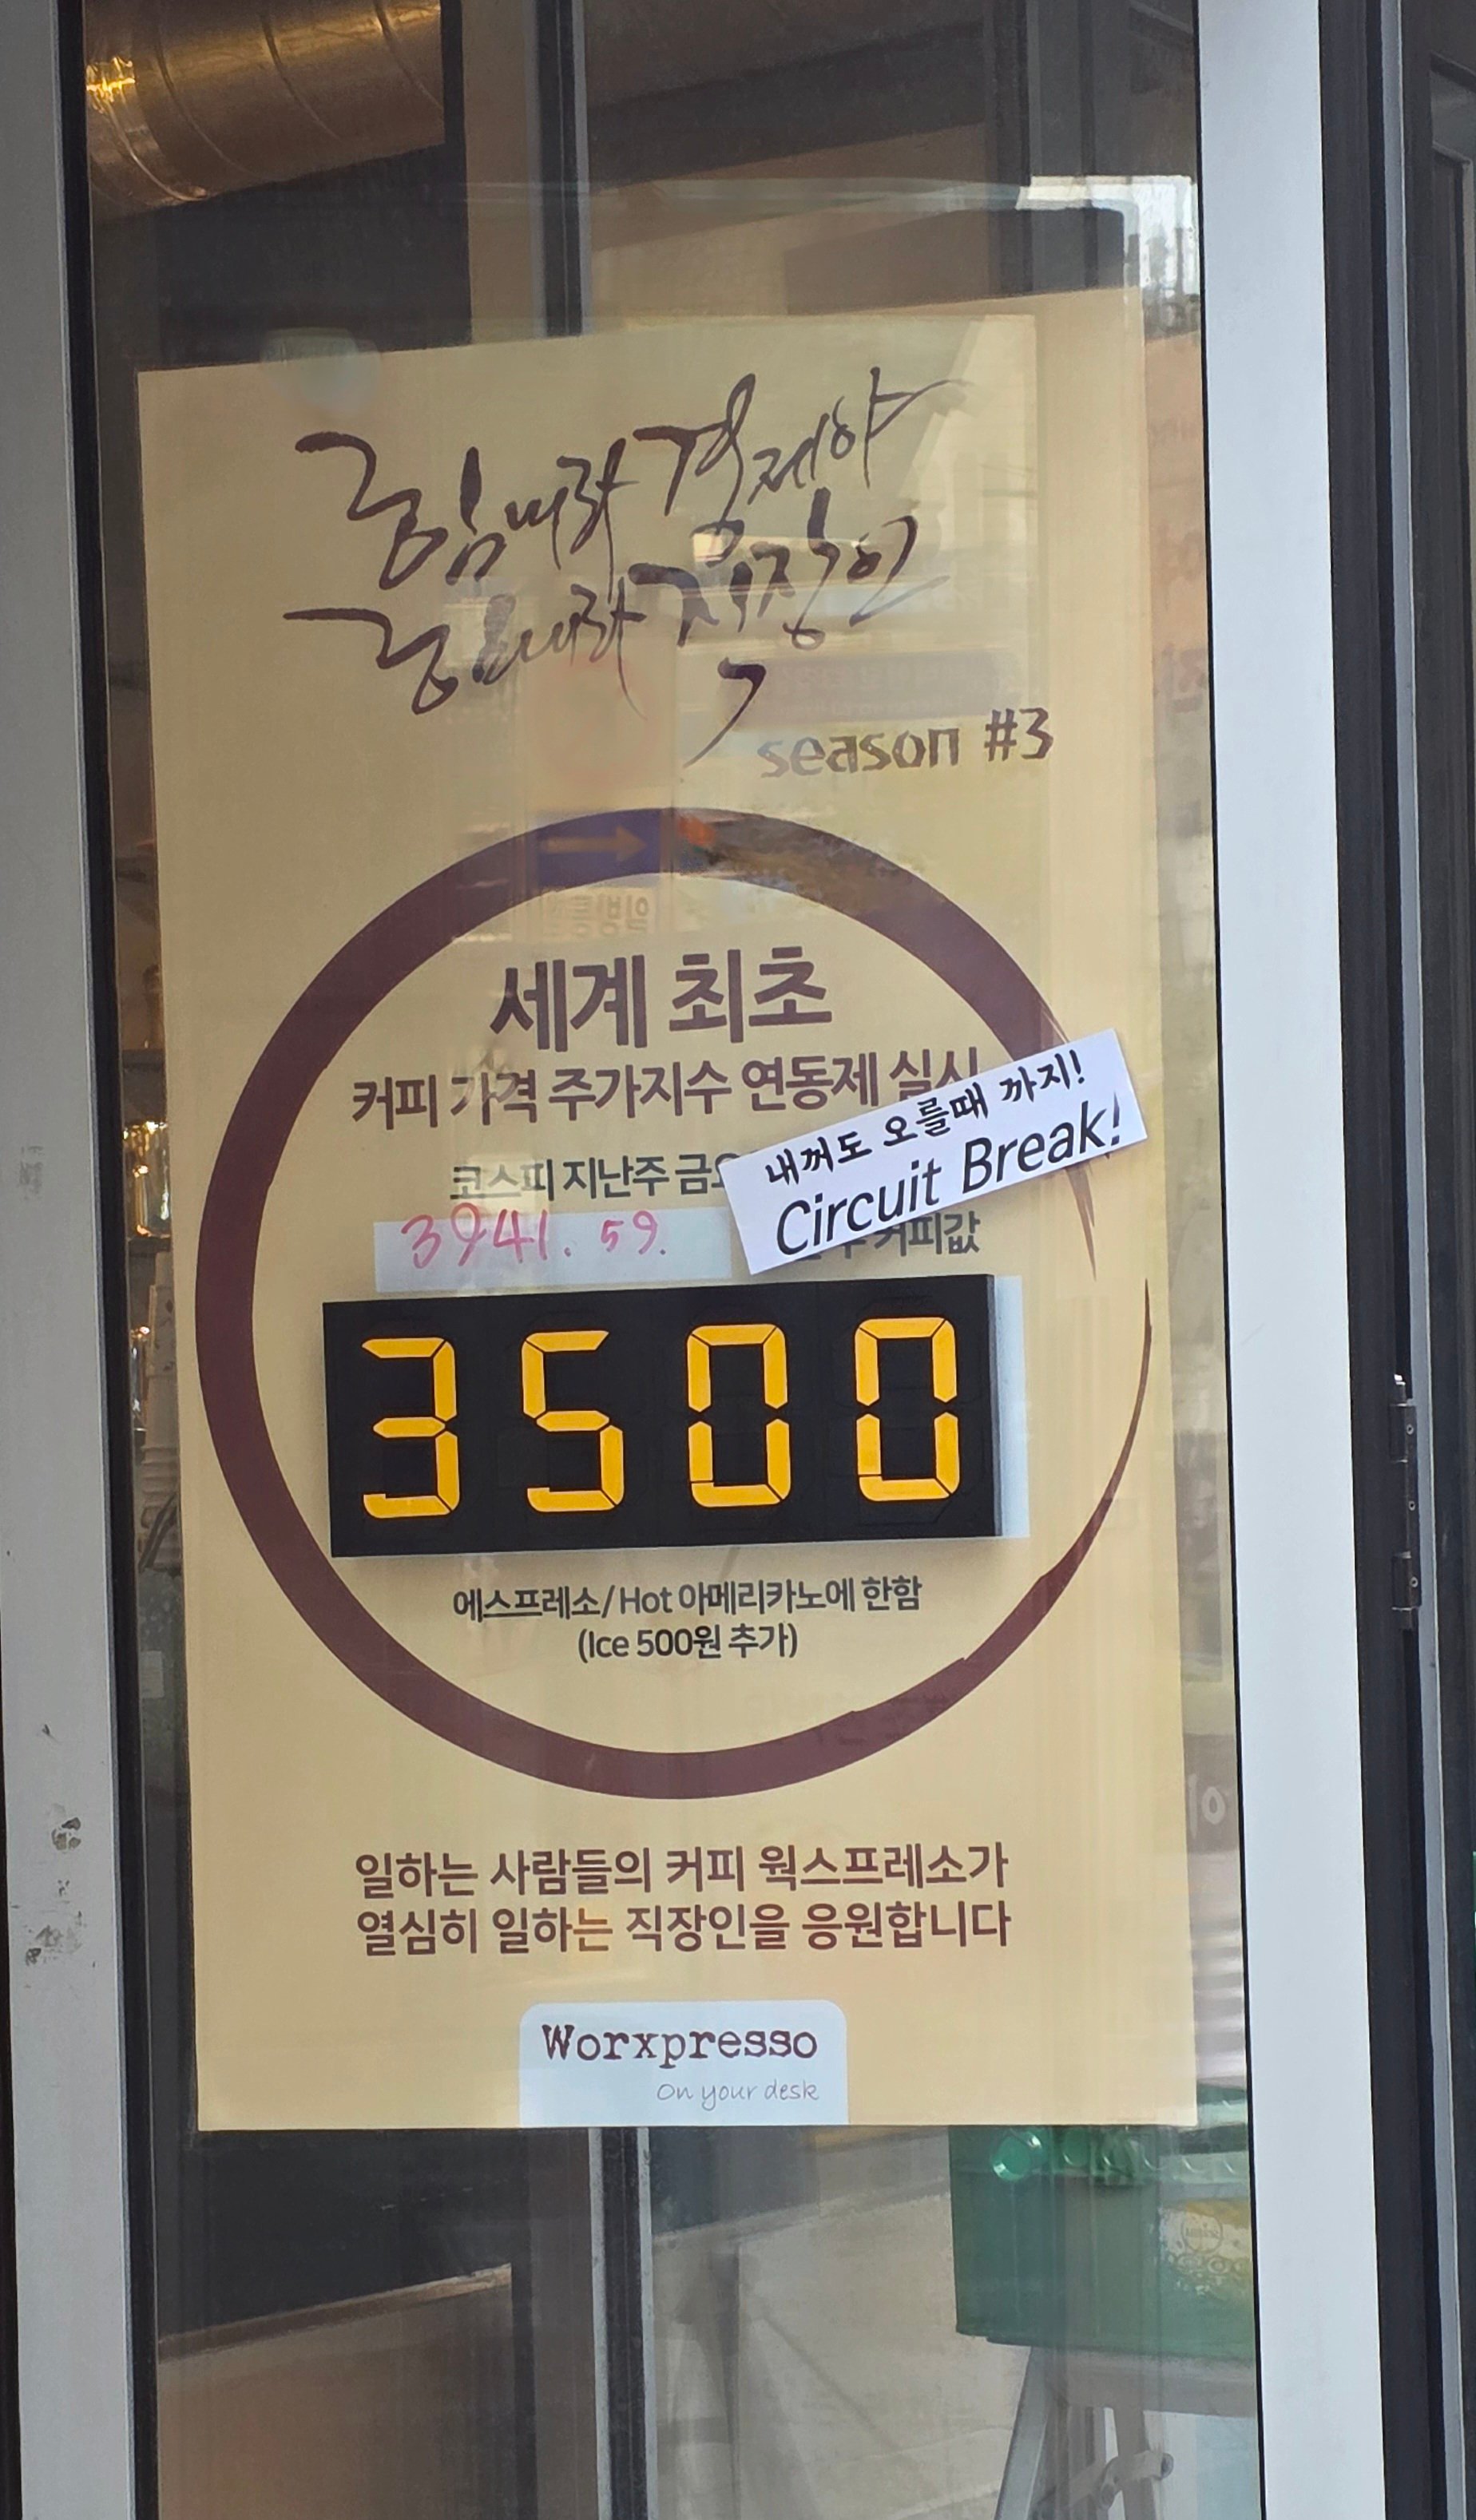 힘내라 경제야
힘내라 직장인
season #3
세계 최초
커피 가격 주가지수 연동제 실시
내꺼도 오를때 까지!
Circuit Break!
코스피 지난주 금요
3941.59.
커피값
3500
에스프레소/Hot 아메리카노에 한함
(Ice 500원 추가)
일하는 사람들의 커피 웍스프레소가
열심히 일하는 직장인을 응원합니다
Worxpresso
On your desk